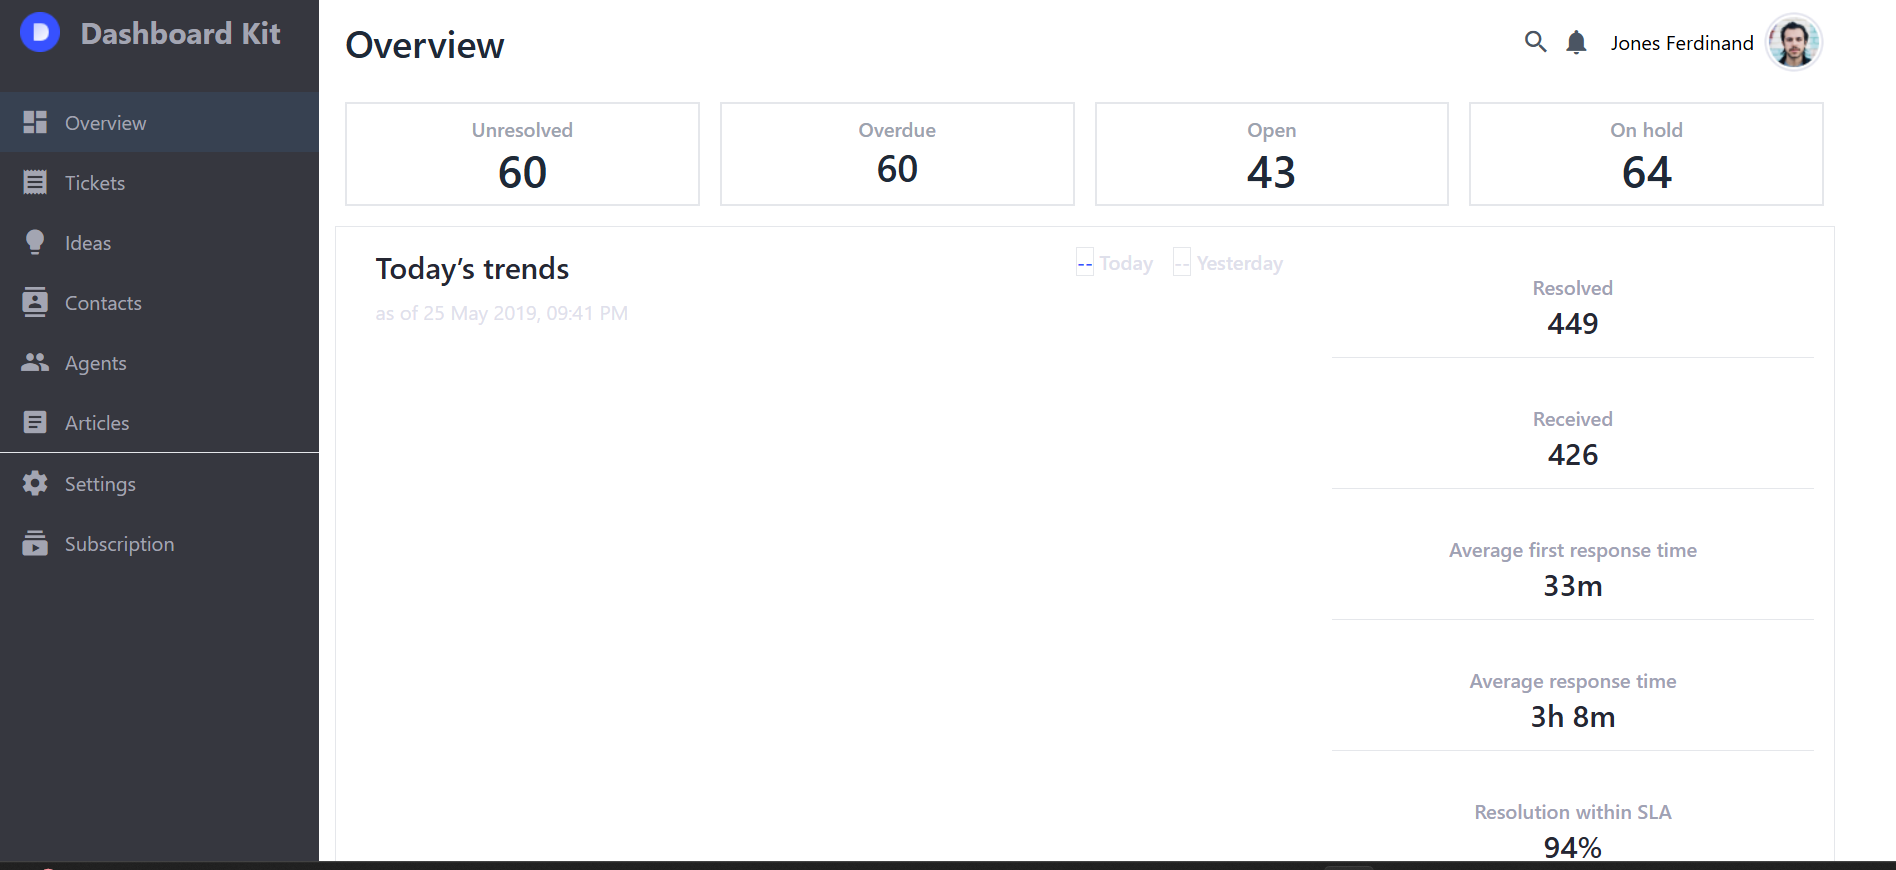 Dashboard Kit
Overview
Tickets
Ideas
Contacts
Agents
Articles
Settings
Subscription
Overview
Jones Ferdinand
Unresolved
60
Overdue
60
Open
43
On hold
64
Today’s trends
as of 25 May 2019, 09:41 PM
-- Today
-- Yesterday
Resolved
449
Received
426
Average first response time
33m
Average response time
3h 8m
Resolution within SLA
94%